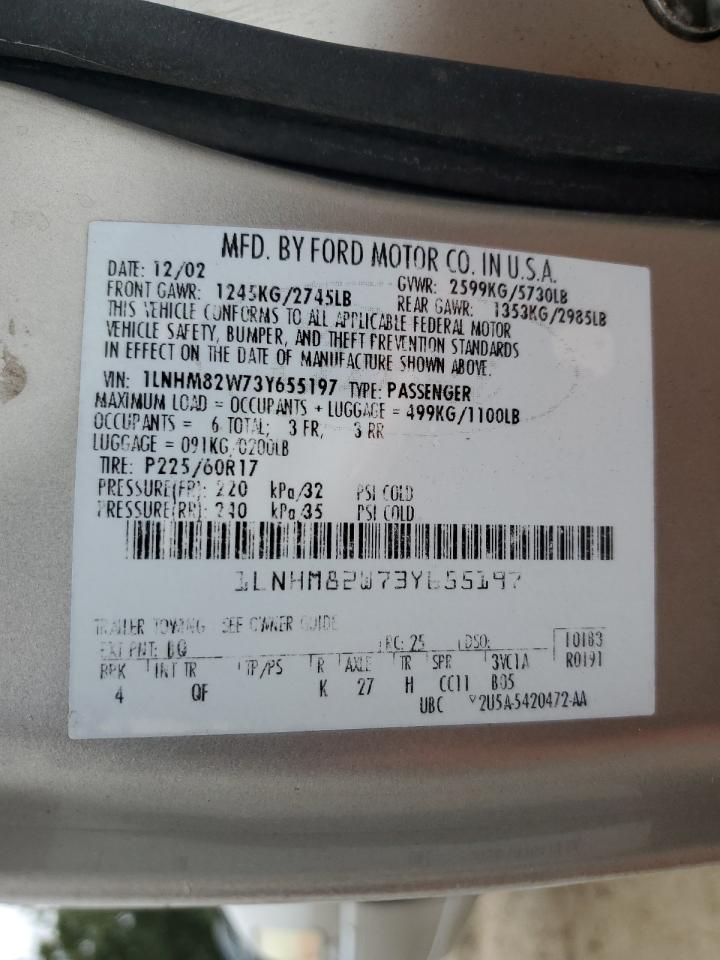 MFD. BY FORD MOTOR CO. IN U.S.A.
DATE: 12/02 GVWR: 2599KG/5730LB
FRONT GAWR: 1245KG/2745LB REAR GAWR: 1353KG/2985LB
THIS VEHICLE CONFORMS TO ALL APPLICABLE FEDERAL MOTOR
VEHICLE SAFETY, BUMPER, AND THEFT PREVENTION STANDARDS
IN EFFECT ON THE DATE OF MANUFACTURE SHOWN ABOVE.
VIN: 1LNHM82W73Y655197 TYPE: PASSENGER
MAXIMUM LOAD = OCCUPANTS + LUGGAGE = 499KG/1100LB
OCCUPANTS = 6 TOTAL; 3 FR, 3 RR
LUGGAGE = 091KG/0200LB
TIRE: P225/60R17
PRESSURE(FR): 220 kPa/32 PSI COLD
PRESSURE(RR): 240 kPa/35 PSI COLD
1LNHM82W73Y655197
TRAILER TOWING - SEE OWNER GUIDE
EXT PNT: RC: 25 DSO: 10183
BRK INT TR TP/PS R AXLE TR SPR 3VC1A R0191
4 QF K 27 H CC11 B05
UBC 2U5A-5420472-AA